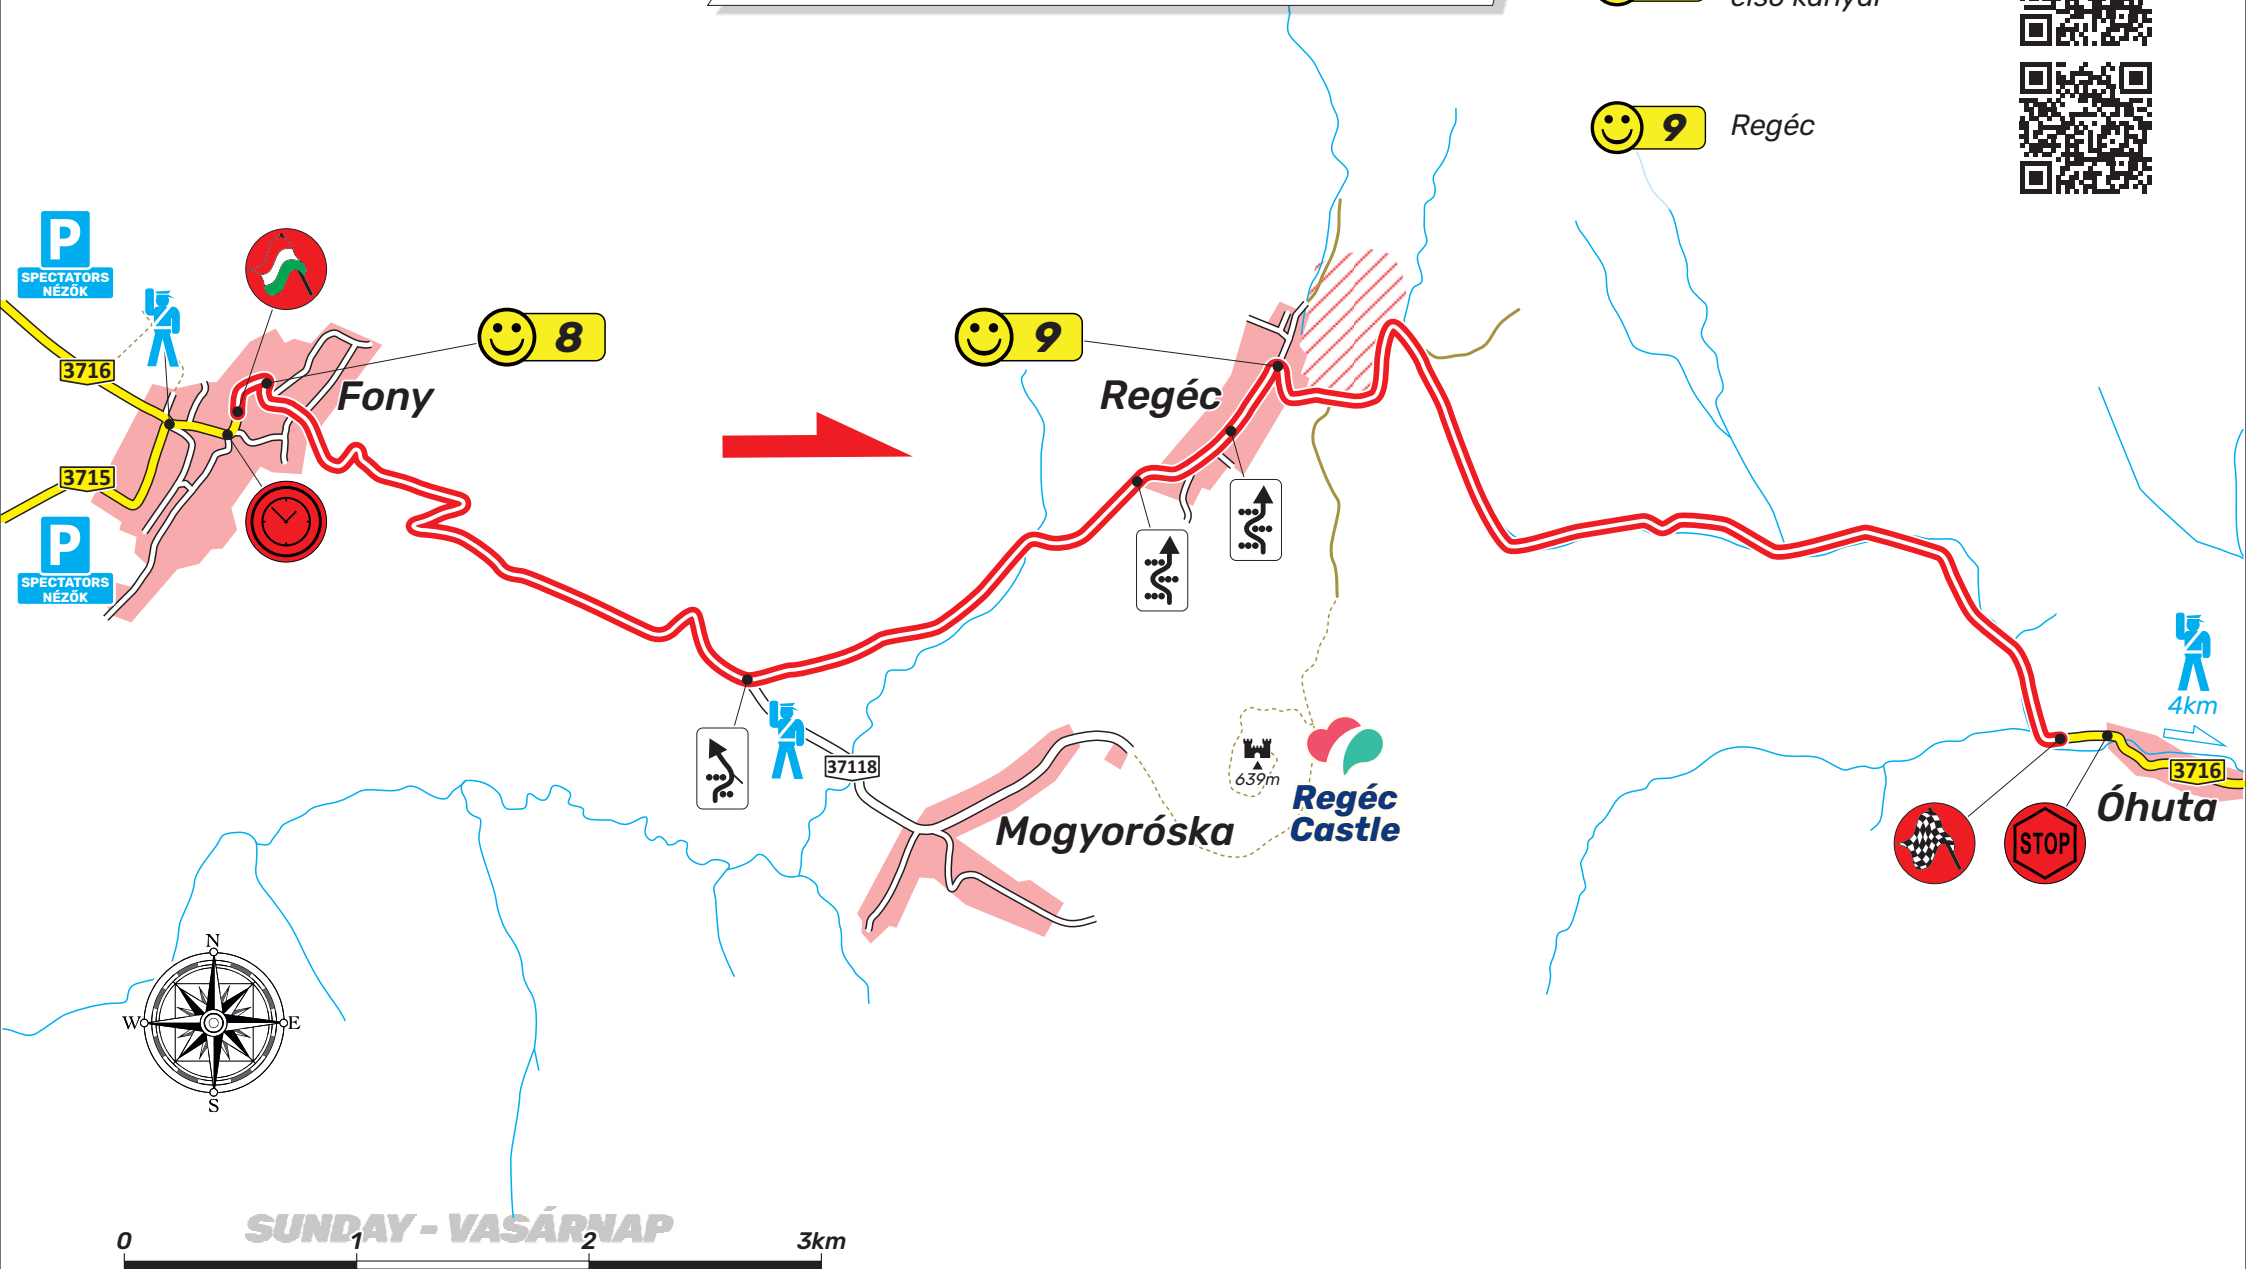 9 Regéc
P
SPECTATORS
NÉZŐK
8
9
3716
Fony
Regéc
3715
P
SPECTATORS
NÉZŐK
4km
37118
639m
Regéc
Castle
3716
Mogyoróska
Óhuta
STOP
N
W
E
S
SUNDAY - VASÁRNAP
0 1 2 3km